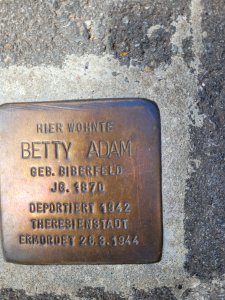 HIER WOHNTE
BETTY ADAM
GEB. BIBERFELD
JG. 1870
DEPORTIERT 1942
THERESIENSTADT
ERMORDET 26.3.1944